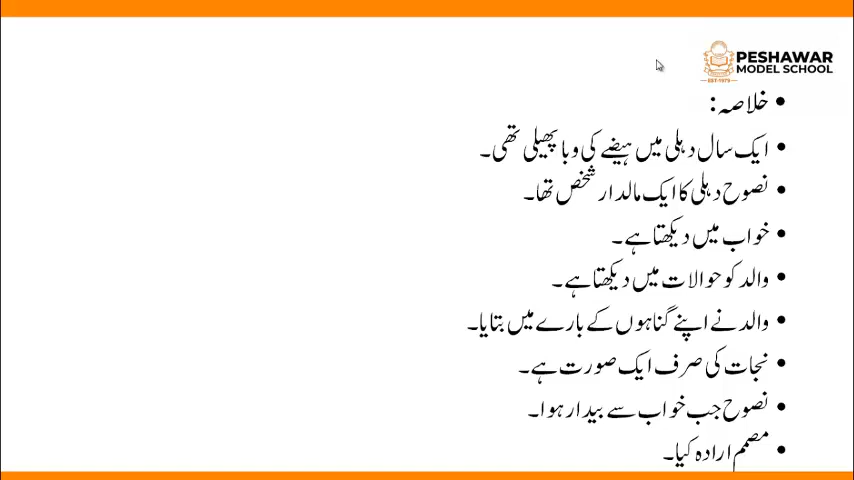 PESHAWAR
MODEL SCHOOL
EST-1979
• خلاصہ:
• ایک سال دہلی میں ہیضے کی وبا پھیلی تھی۔
• نصوح دہلی کا ایک مالدار شخص تھا۔
• خواب میں دیکھتا ہے۔
• والد کو حوالات میں دیکھتا ہے۔
• والد نے اپنے گناہوں کے بارے میں بتایا۔
• نجات کی صرف ایک صورت ہے۔
• نصوح جب خواب سے بیدار ہوا۔
• مصمم ارادہ کیا۔